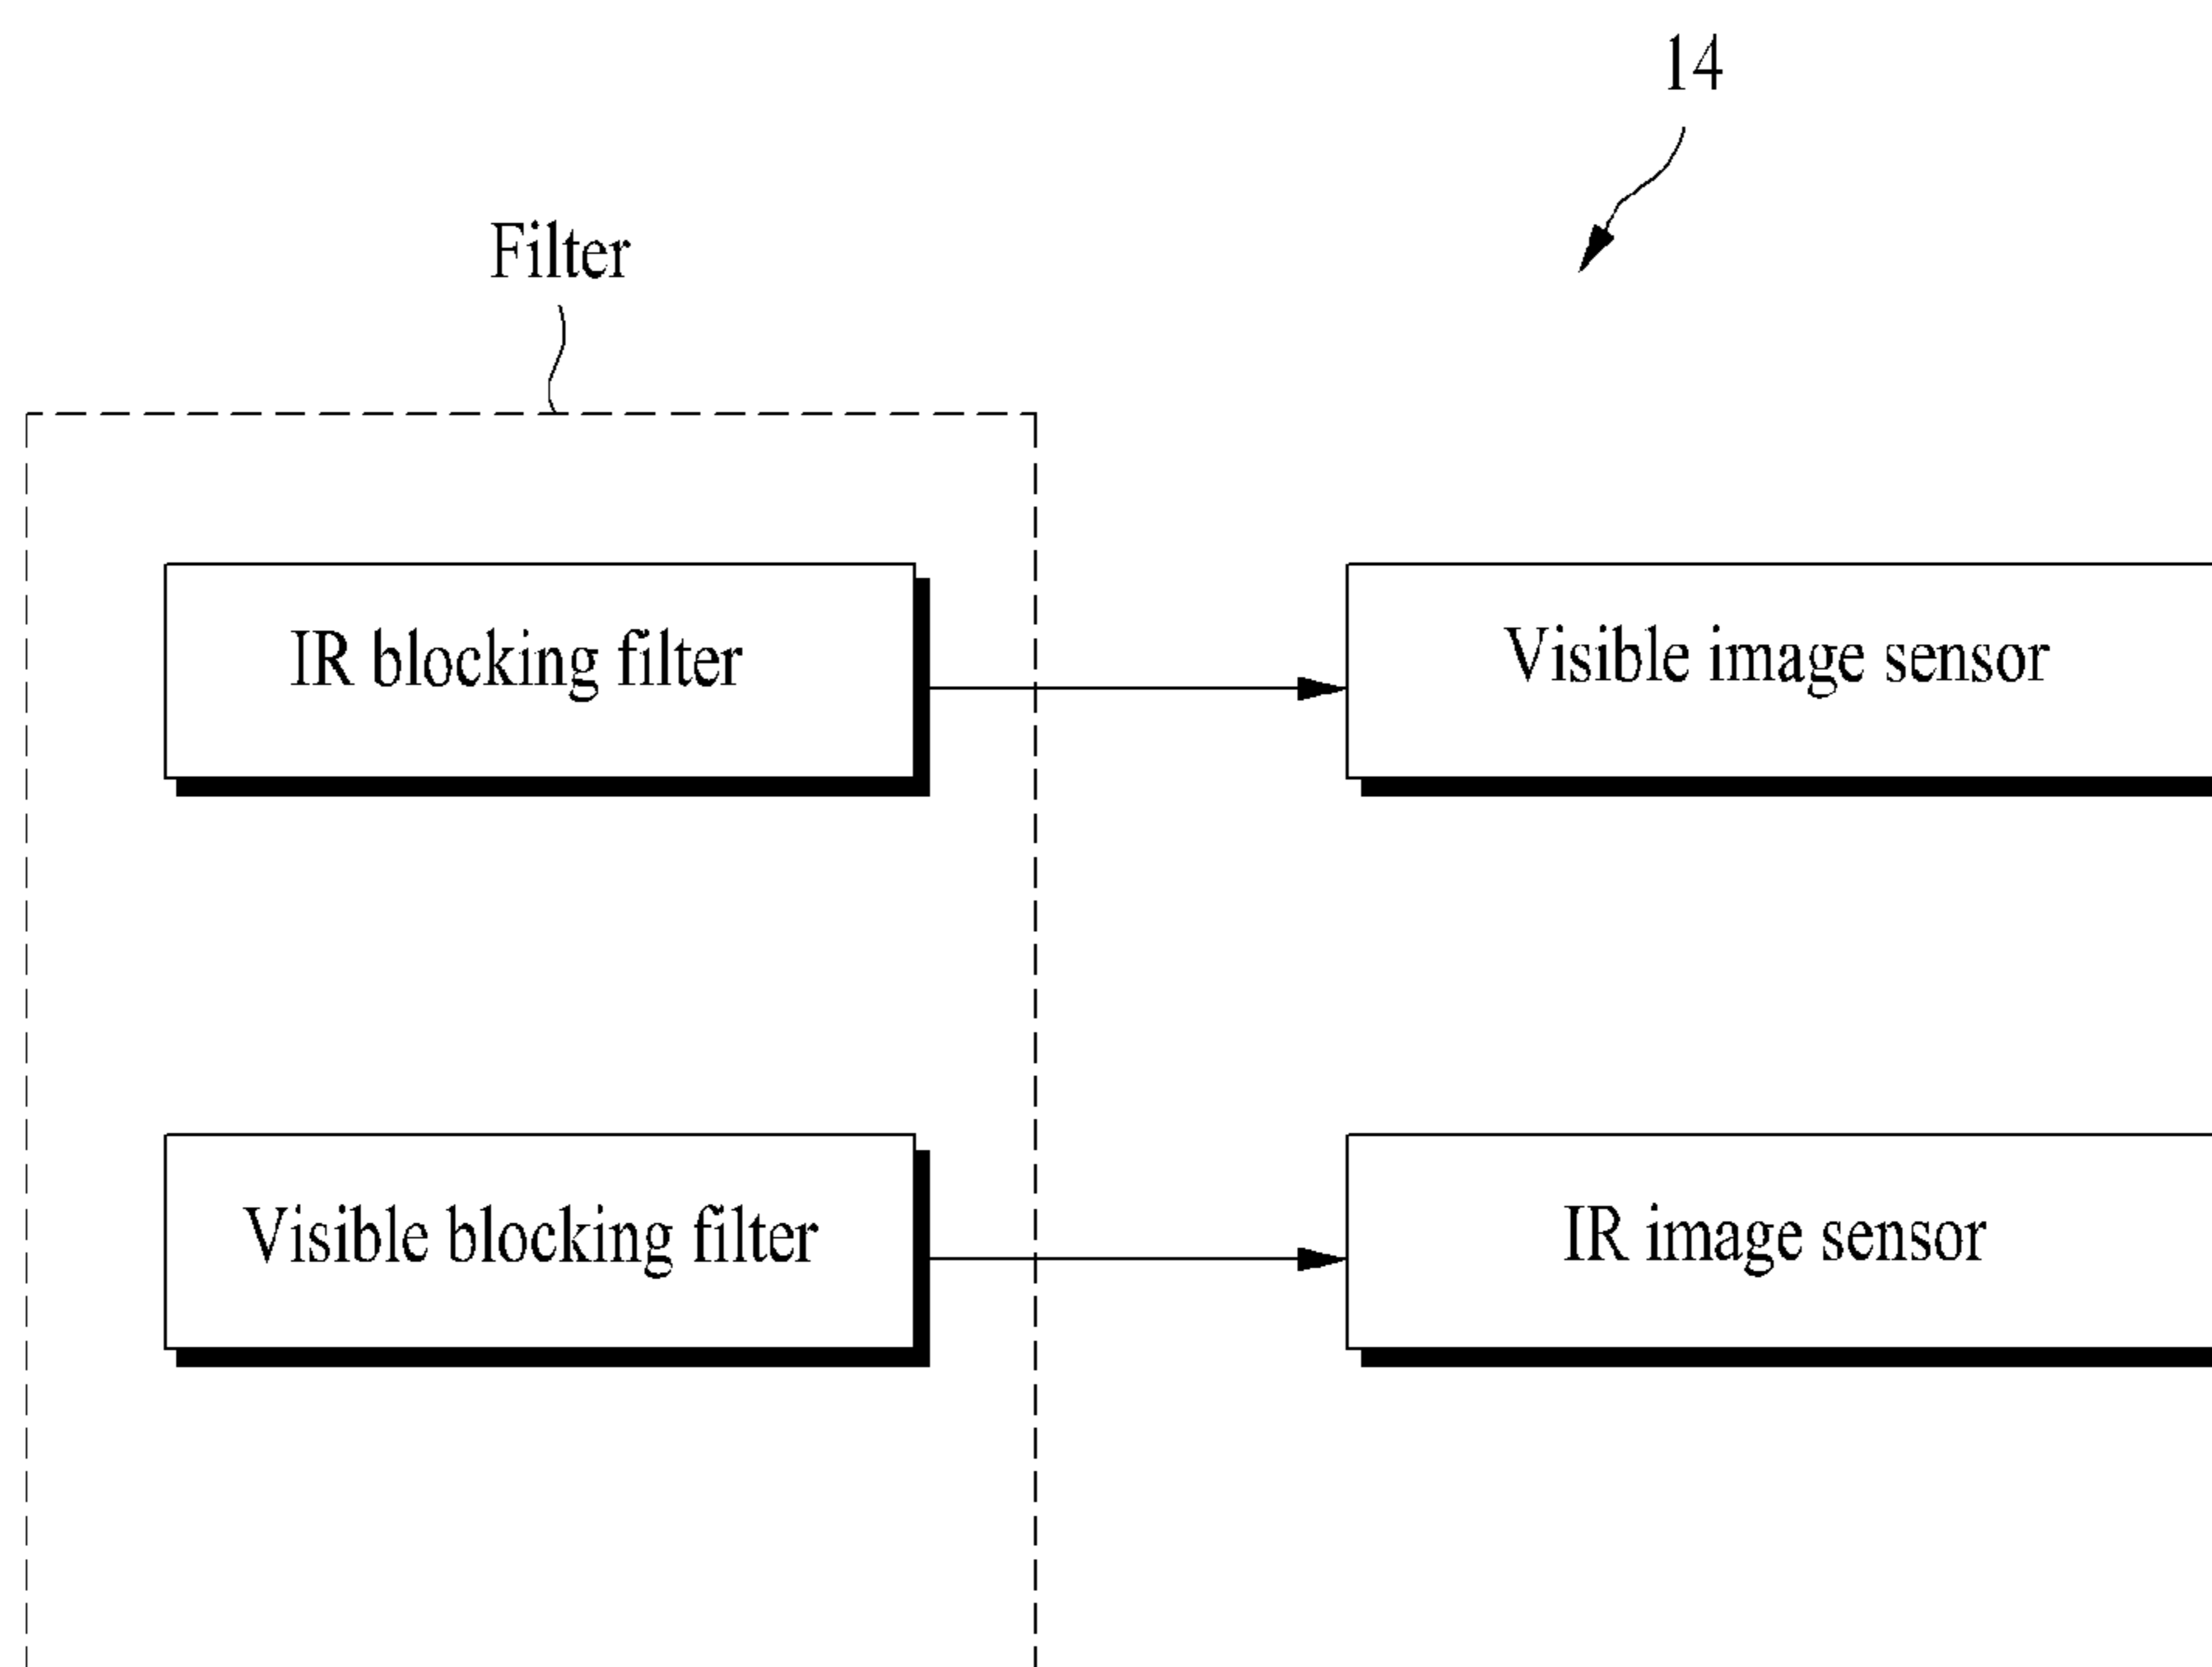 14
Filter
IR blocking filter
Visible image sensor
Visible blocking filter
IR image sensor